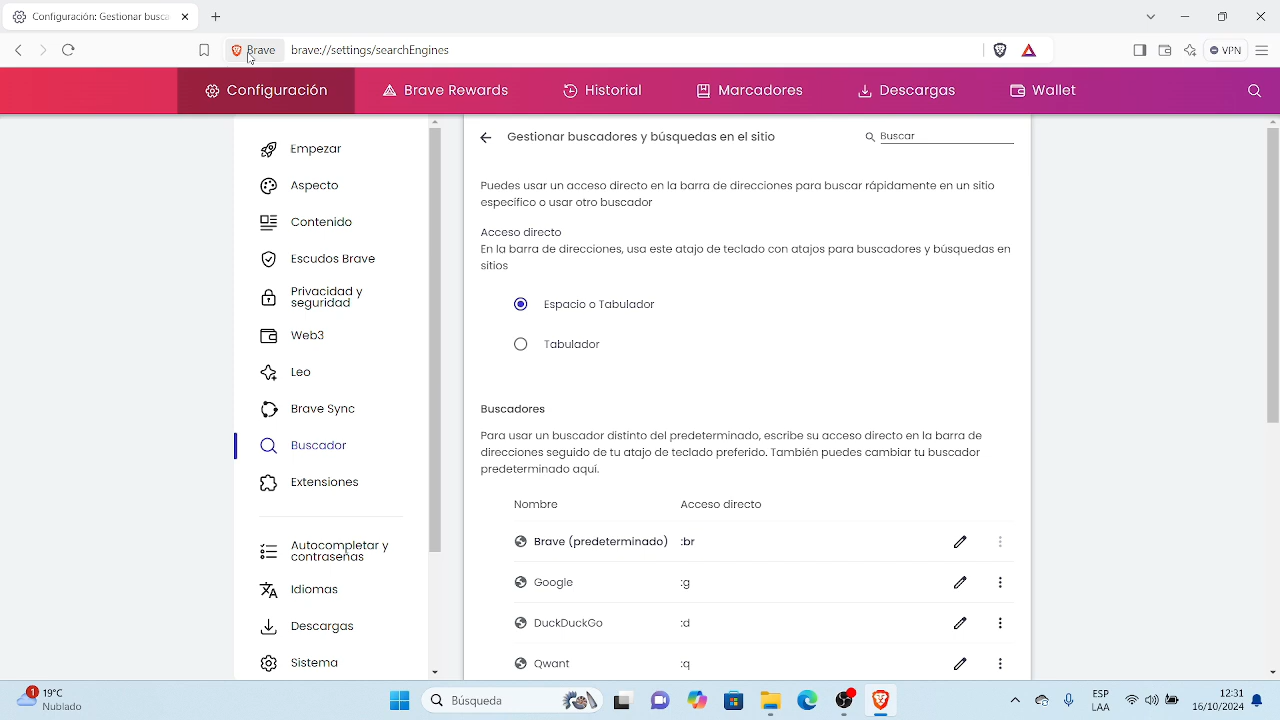 Configuración: Gestionar busca
Brave
brave://settings/searchEngines
VPN
Configuración
Brave Rewards
Historial
Marcadores
Descargas
Wallet
Empezar
Aspecto
Contenido
Escudos Brave
Privacidad y
seguridad
Web3
Leo
Brave Sync
Buscador
Extensiones
Autocompletar y
contraseñas
Idiomas
Descargas
Sistema
Gestionar buscadores y búsquedas en el sitio
Buscar
Puedes usar un acceso directo en la barra de direcciones para buscar rápidamente en un sitio
específico o usar otro buscador
Acceso directo
En la barra de direcciones, usa este atajo de teclado con atajos para buscadores y búsquedas en
sitios
Espacio o Tabulador
Tabulador
Buscadores
Para usar un buscador distinto del predeterminado, escribe su acceso directo en la barra de
direcciones seguido de tu atajo de teclado preferido. También puedes cambiar tu buscador
predeterminado aquí.
Nombre Acceso directo
Brave (predeterminado) :br
Google :g
DuckDuckGo :d
Qwant :q
1
19°C
Nublado
Búsqueda
ESP
LAA
12:31
16/10/2024